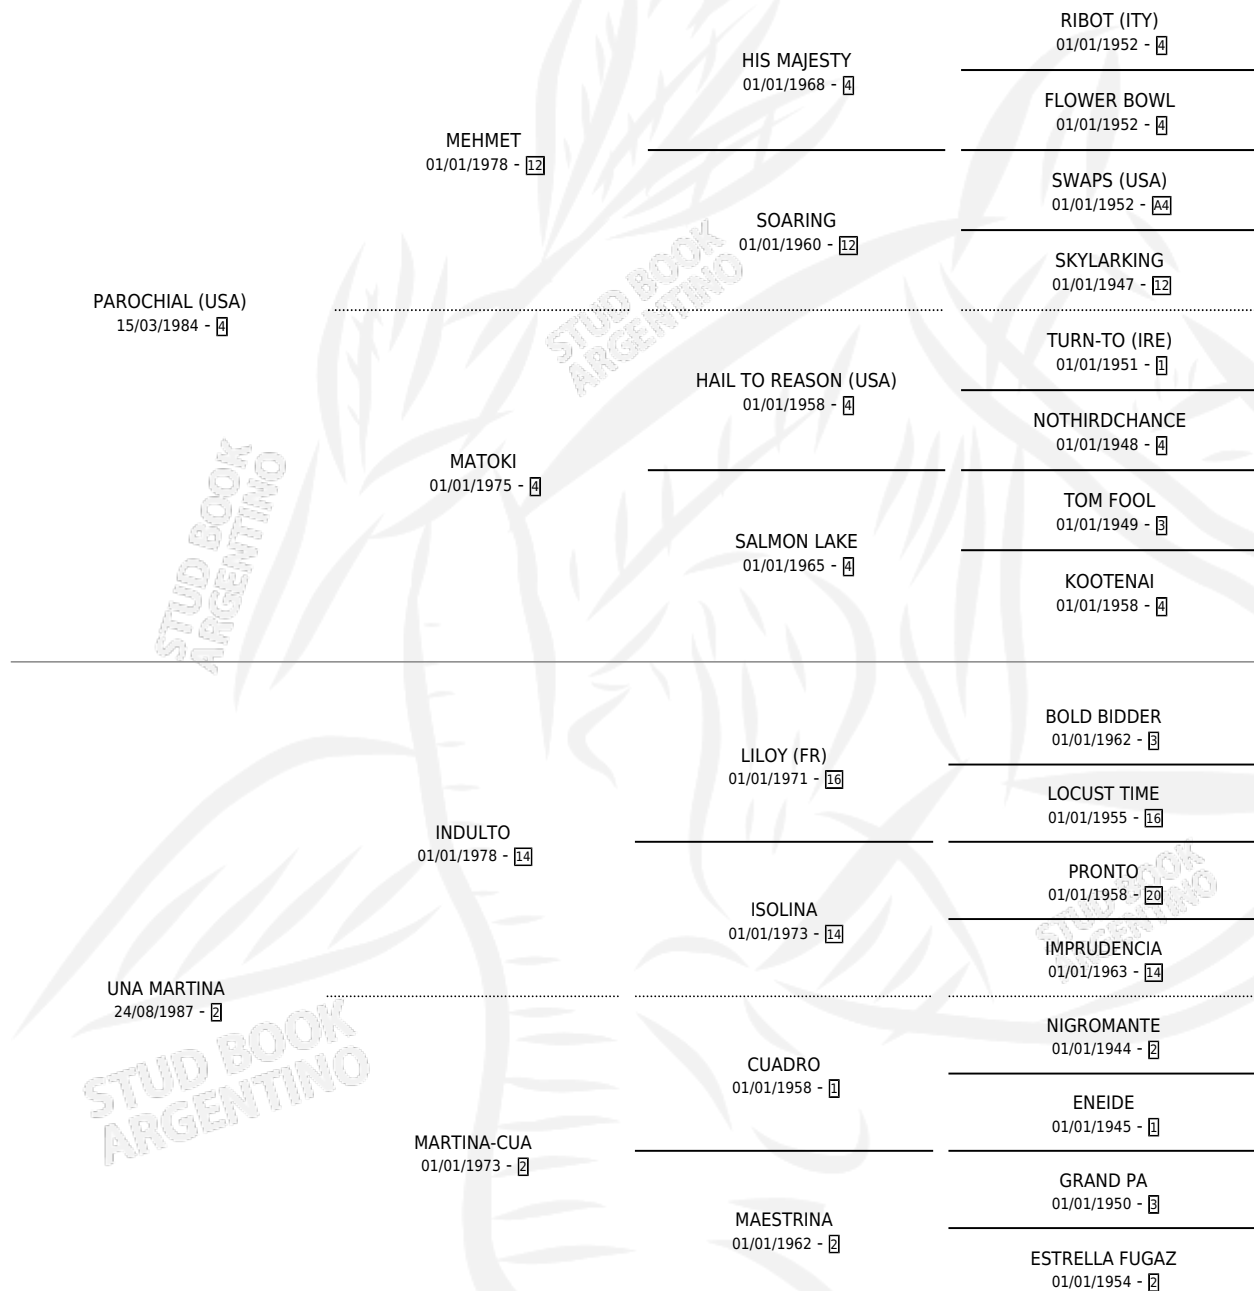 RIBOT (ITY)
01/01/1952 - 4
HIS MAJESTY
01/01/1968 - 4
FLOWER BOWL
01/01/1952 - 4
MEHMET
01/01/1978 - 12
SWAPS (USA)
01/01/1952 - A4
SOARING
01/01/1960 - 12
SKYLARKING
01/01/1947 - 12
PAROCHIAL (USA)
15/03/1984 - 4
TURN-TO (IRE)
01/01/1951 - 1
HAIL TO REASON (USA)
01/01/1958 - 4
NOTHIRDCHANCE
01/01/1948 - 4
MATOKI
01/01/1975 - 4
TOM FOOL
01/01/1949 - 3
SALMON LAKE
01/01/1965 - 4
KOOTENAI
01/01/1958 - 4
BOLD BIDDER
01/01/1962 - 3
LILOY (FR)
01/01/1971 - 16
LOCUST TIME
01/01/1955 - 16
INDULTO
01/01/1978 - 14
PRONTO
01/01/1958 - 20
ISOLINA
01/01/1973 - 14
IMPRUDENCIA
01/01/1963 - 14
UNA MARTINA
24/08/1987 - 2
NIGROMANTE
01/01/1944 - 2
CUADRO
01/01/1958 - 1
ENEIDE
01/01/1945 - 1
MARTINA-CUA
01/01/1973 - 2
GRAND PA
01/01/1950 - 3
MAESTRINA
01/01/1962 - 2
ESTRELLA FUGAZ
01/01/1954 - 2
STUD BOOK
ARGENTINO
STUD BOOK
ARGENTINO
STUD BOOK
ARGENTINO
STUD BOOK
ARGENTINO